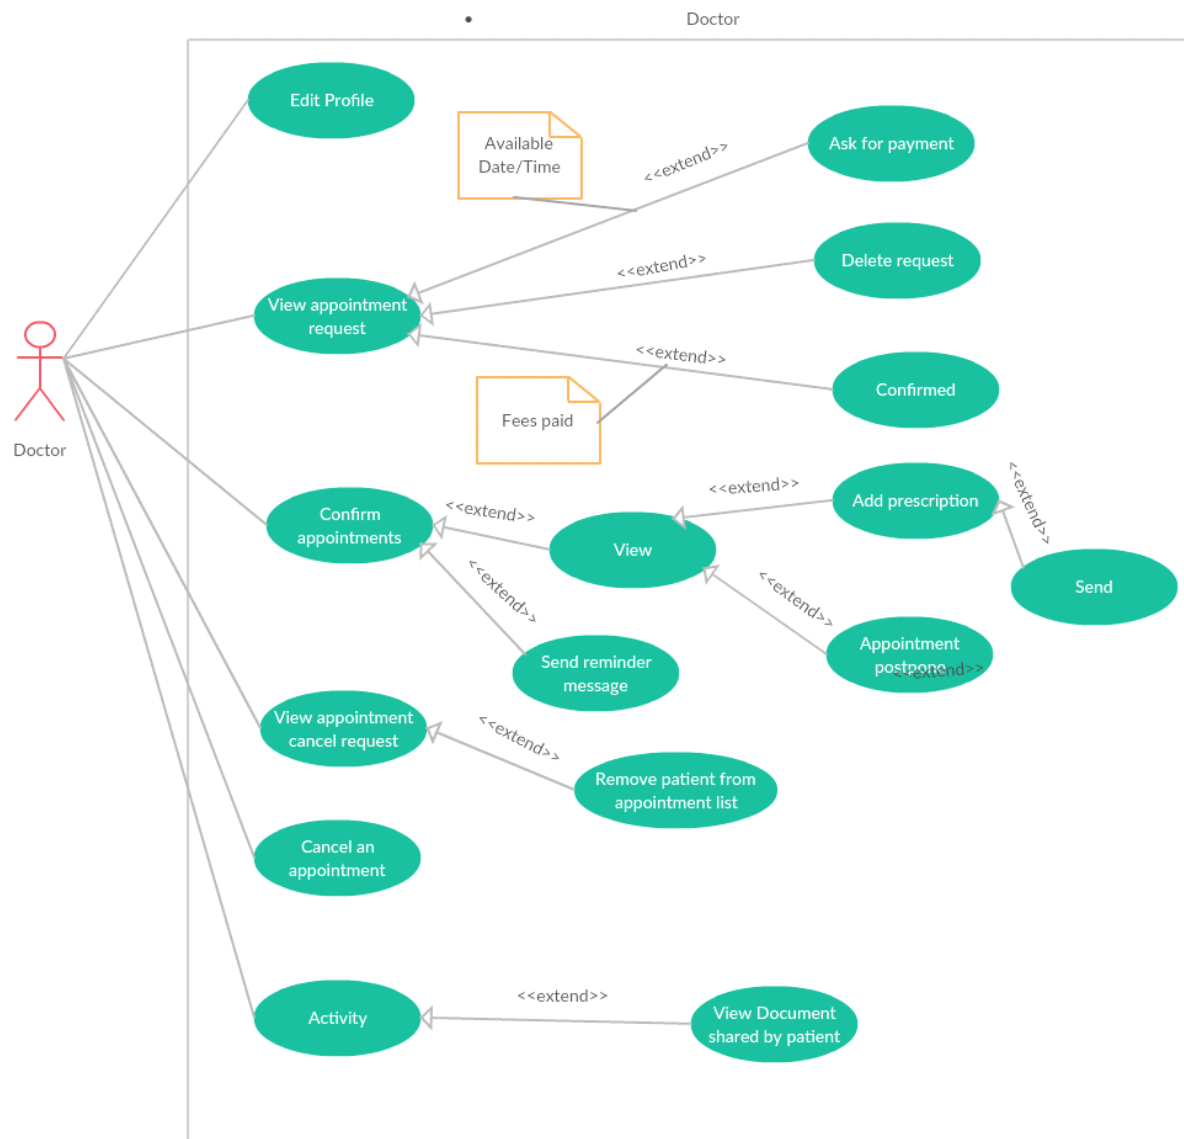 Doctor
Edit Profile
Available
Date/Time
<<extend>>
Ask for payment
<<extend>>
Delete request
View appointment
request
<<extend>>
Confirmed
Fees paid
Doctor
Confirm
appointments
<<extend>>
View
<<extend>>
Add prescription
<<extend>>
Send
<<extend>>
Send reminder
message
<<extend>>
Appointment
postpone
<<extend>>
View appointment
cancel request
<<extend>>
Remove patient from
appointment list
Cancel an
appointment
Activity
<<extend>>
View Document
shared by patient